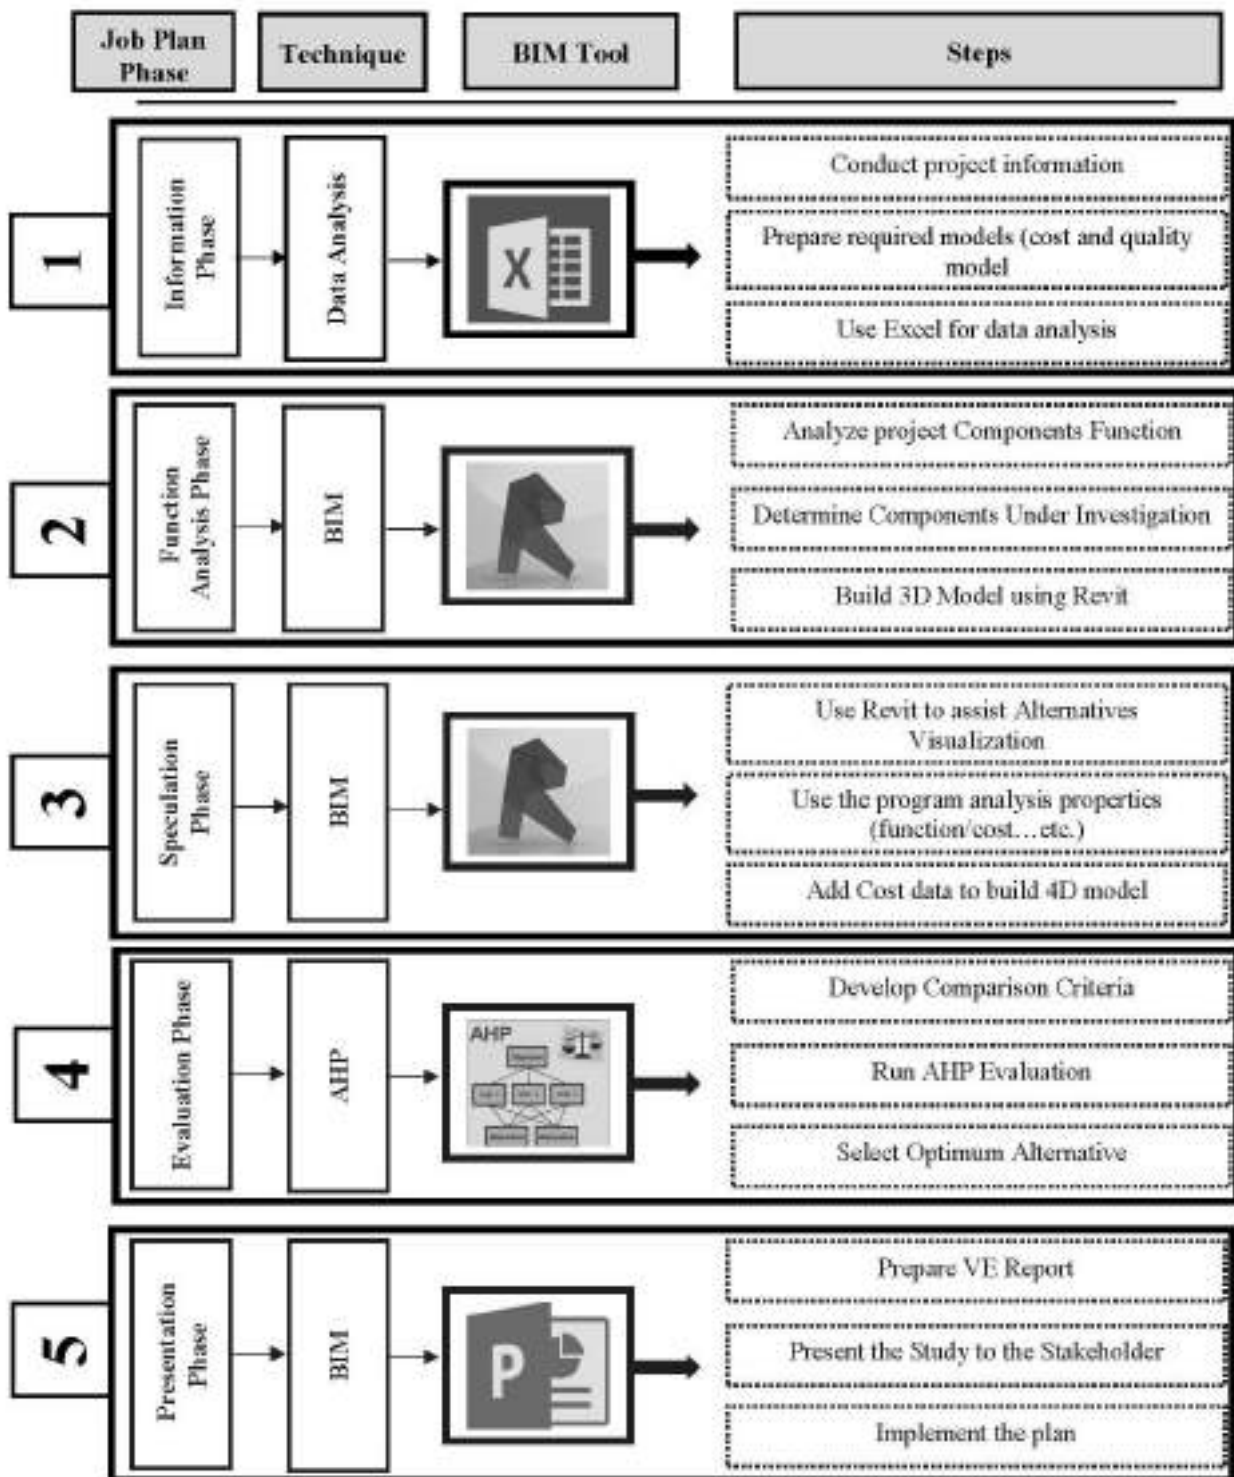 Job Plan
Phase
Technique
BIM Tool
Steps
1
Information
Phase
Data Analysis
X
Conduct project information
Prepare required models (cost and quality
model
Use Excel for data analysis
2
Function
Analysis Phase
BIM
Analyze project Components Function
Determine Components Under Investigation
Build 3D Model using Revit
3
Speculation
Phase
BIM
Use Revit to assist Alternatives
Visualization
Use the program analysis properties
(function/cost…etc.)
Add Cost data to build 4D model
4
Evaluation Phase
AHP
AHP
Develop Comparison Criteria
Run AHP Evaluation
Select Optimum Alternative
5
Presentation
Phase
BIM
P
Prepare VE Report
Present the Study to the Stakeholder
Implement the plan